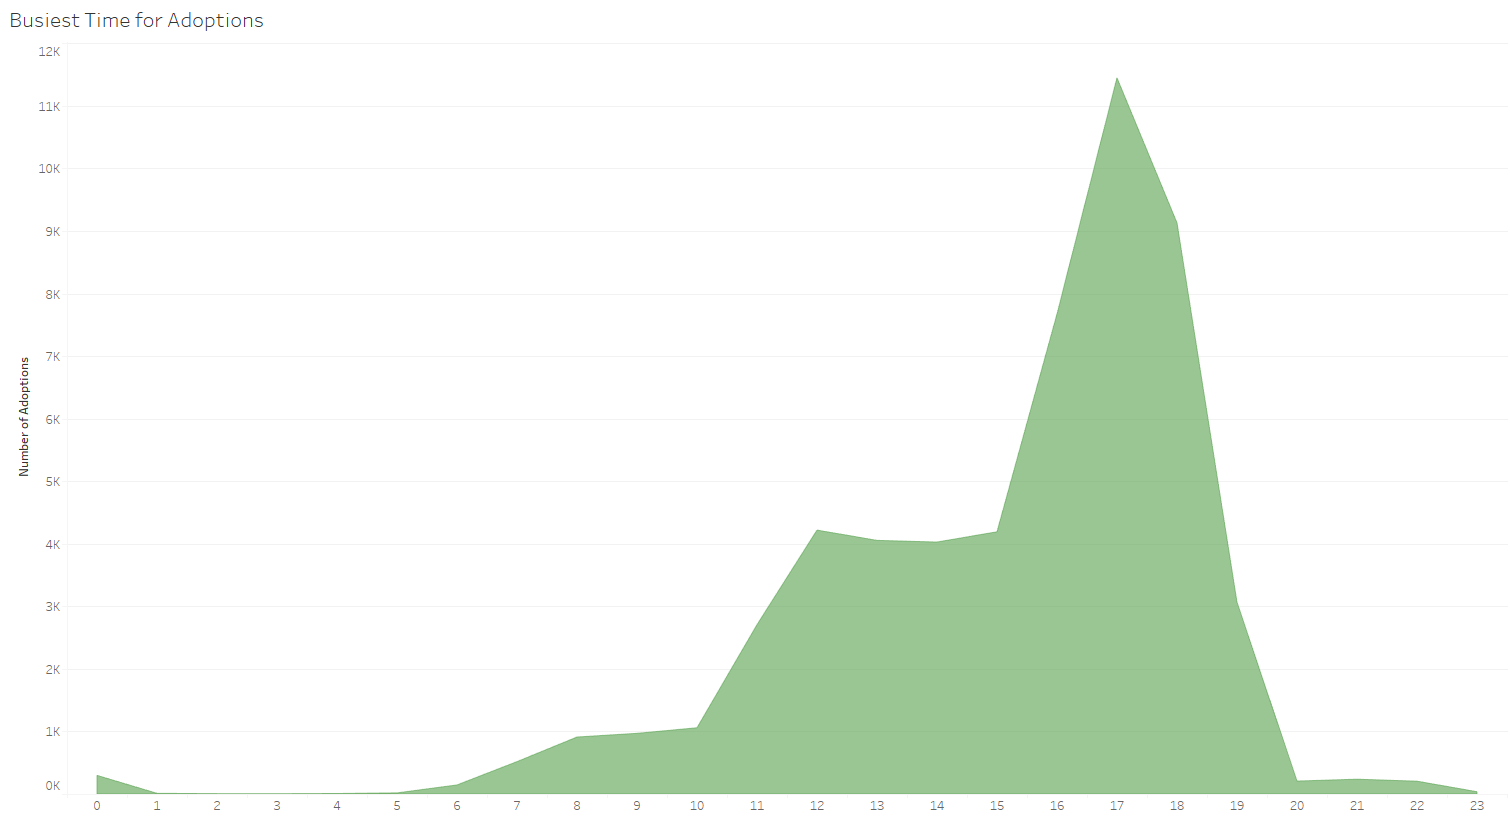 Busiest Time for Adoptions
12K
11K
10K
9K
8K
7K
6K
5K
4K
3K
2K
1K
0K
Number of Adoptions
0 1 2 3 4 5 6 7 8 9 10 11 12 13 14 15 16 17 18 19 20 21 22 23